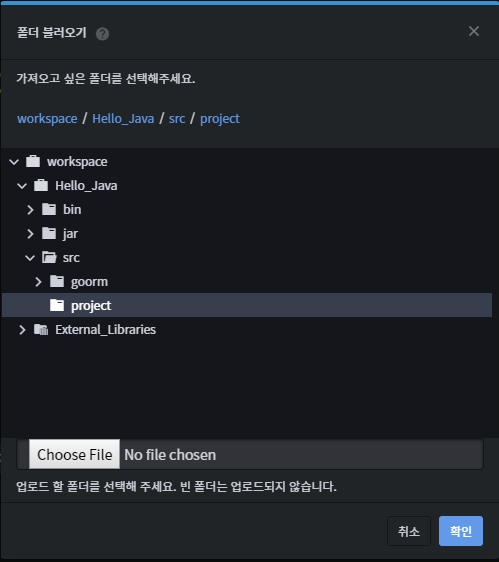 폴더 불러오기 ?
가져오고 싶은 폴더를 선택해주세요.
workspace / Hello_Java / src / project
workspace
Hello_Java
bin
jar
src
goorm
project
External_Libraries
Choose File No file chosen
업로드 할 폴더를 선택해 주세요. 빈 폴더는 업로드되지 않습니다.
취소 확인